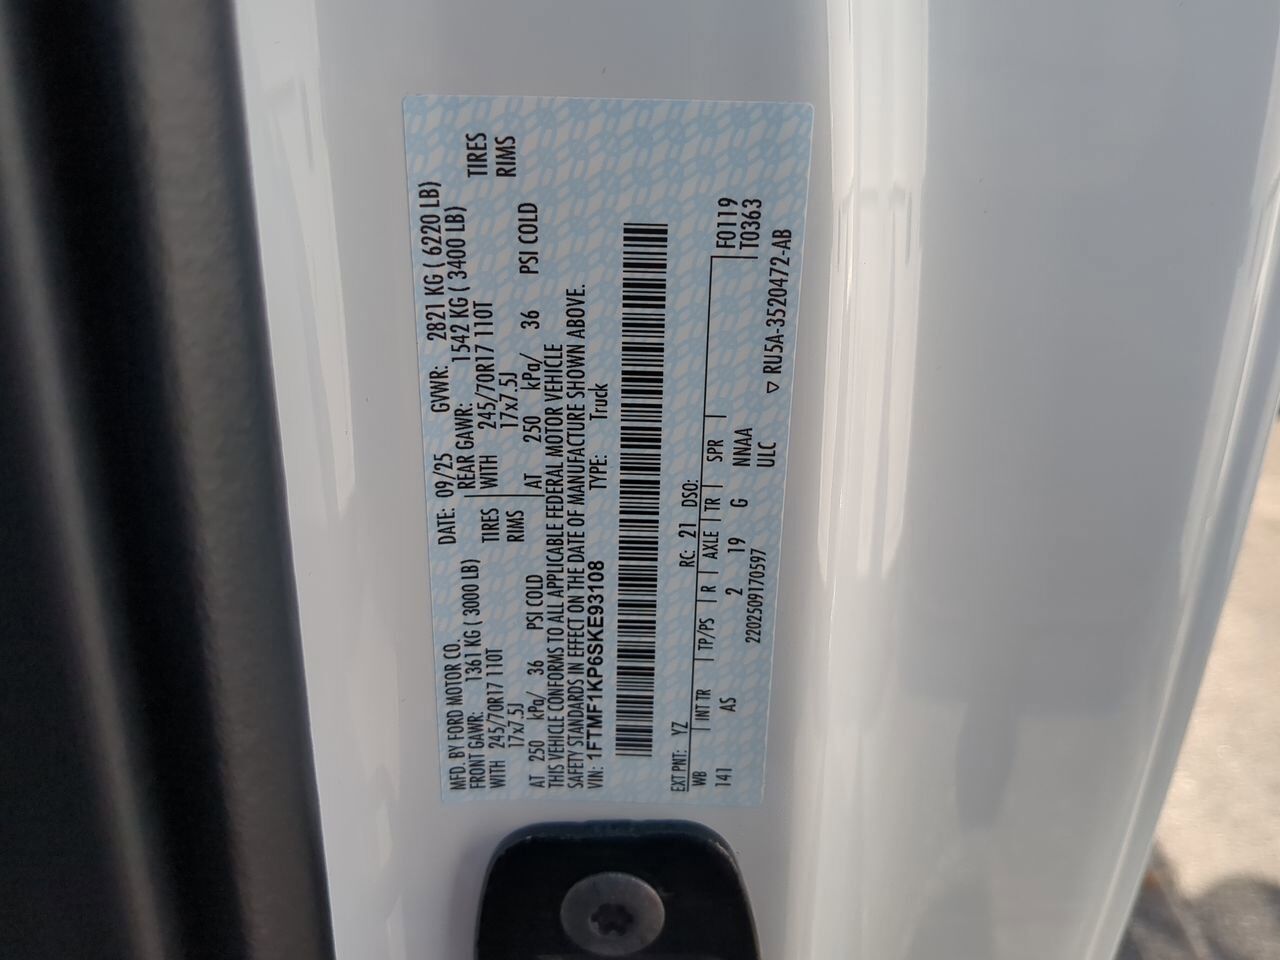 MFD. BY FORD MOTOR CO. DATE: 09/25 GVWR: 2821 KG ( 6220 LB)
FRONT GAWR: 1361 KG ( 3000 LB) REAR GAWR: 1542 KG ( 3400 LB)
WITH 245/70R17 110T TIRES WITH 245/70R17 110T TIRES
17x7.5J RIMS 17x7.5J RIMS
AT 250 kPa/ 36 PSI COLD AT 250 kPa/ 36 PSI COLD
THIS VEHICLE CONFORMS TO ALL APPLICABLE FEDERAL MOTOR VEHICLE
SAFETY STANDARDS IN EFFECT ON THE DATE OF MANUFACTURE SHOWN ABOVE.
VIN: 1FTMF1KP6SKE93108 TYPE: Truck
EXT PNT: YZ RC: 21 DSO:
WB INT TR TP/PS R AXLE TR SPR F0119
141 AS 2 19 G NNAA T0363
2202509170597 ULC ▽ RU5A-3520472-AB